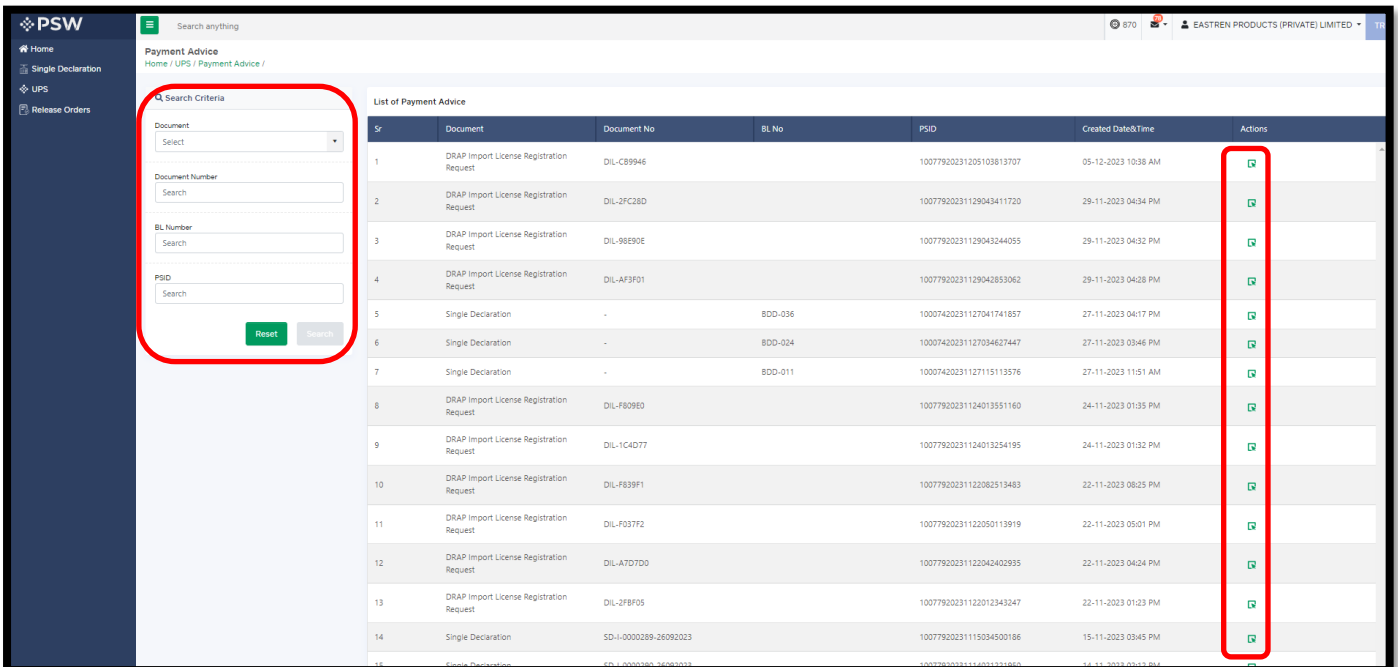 PSW
Search anything
870
78
EASTREN PRODUCTS (PRIVATE) LIMITED
TR
Home
Single Declaration
UPS
Release Orders
Payment Advice
Home / UPS / Payment Advice /
Search Criteria
Document
Select
Document Number
Search
BL Number
Search
PSID
Search
Reset Search
List of Payment Advice
Sr Document Document No BL No PSID Created Date&Time Actions
1 DRAP Import License Registration Request DIL-CB9946 10077920231205103813707 05-12-2023 10:38 AM
2 DRAP Import License Registration Request DIL-2FC28D 10077920231129043411720 29-11-2023 04:34 PM
3 DRAP Import License Registration Request DIL-98E90E 10077920231129043244055 29-11-2023 04:32 PM
4 DRAP Import License Registration Request DIL-AF3F01 10077920231129042853062 29-11-2023 04:28 PM
5 Single Declaration - BDD-036 10007420231127041741857 27-11-2023 04:17 PM
6 Single Declaration - BDD-024 10007420231127034627447 27-11-2023 03:46 PM
7 Single Declaration - BDD-011 10007420231127115113576 27-11-2023 11:51 AM
8 DRAP Import License Registration Request DIL-F809E0 10077920231124013551160 24-11-2023 01:35 PM
9 DRAP Import License Registration Request DIL-1C4D77 10077920231124013254195 24-11-2023 01:32 PM
10 DRAP Import License Registration Request DIL-F839F1 10077920231122082513483 22-11-2023 08:25 PM
11 DRAP Import License Registration Request DIL-F037F2 10077920231122050113919 22-11-2023 05:01 PM
12 DRAP Import License Registration Request DIL-A7D7D0 10077920231122042402935 22-11-2023 04:24 PM
13 DRAP Import License Registration Request DIL-2FBF05 10077920231122012343247 22-11-2023 01:23 PM
14 Single Declaration SD-I-0000289-26092023 10077920231115034500186 15-11-2023 03:45 PM
15 Single Declaration